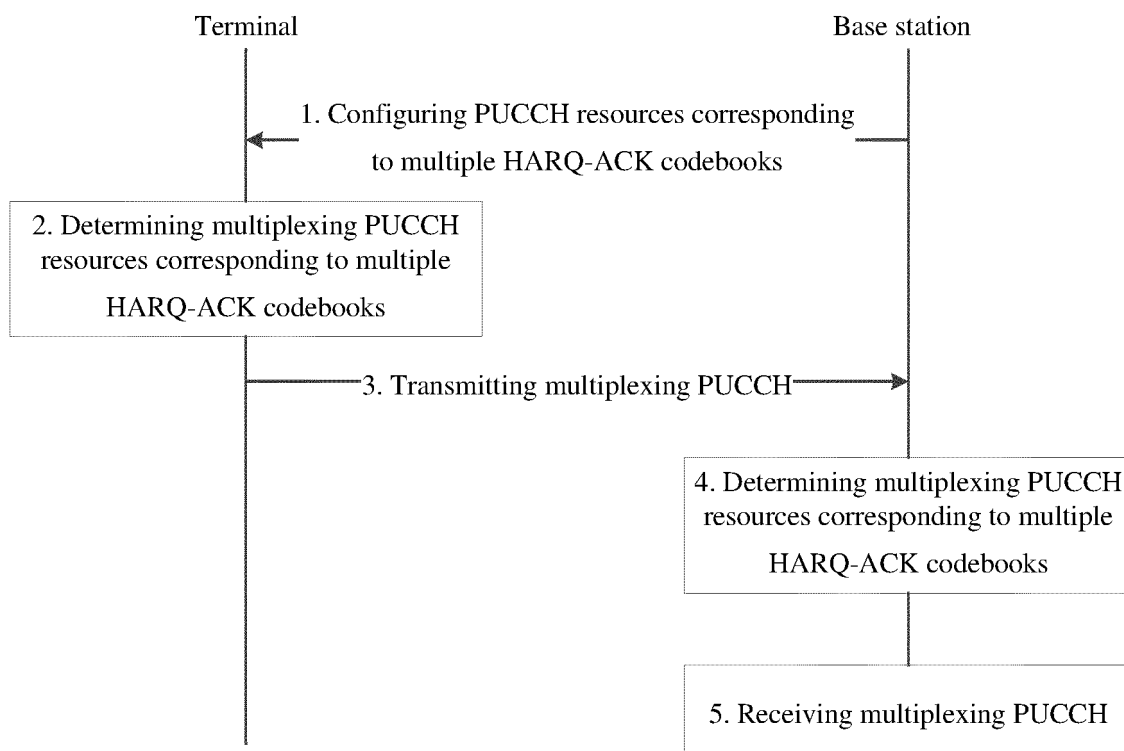 Terminal
Base station
1. Configuring PUCCH resources corresponding
to multiple HARQ-ACK codebooks
2. Determining multiplexing PUCCH
resources corresponding to multiple
HARQ-ACK codebooks
3. Transmitting multiplexing PUCCH
4. Determining multiplexing PUCCH
resources corresponding to multiple
HARQ-ACK codebooks
5. Receiving multiplexing PUCCH